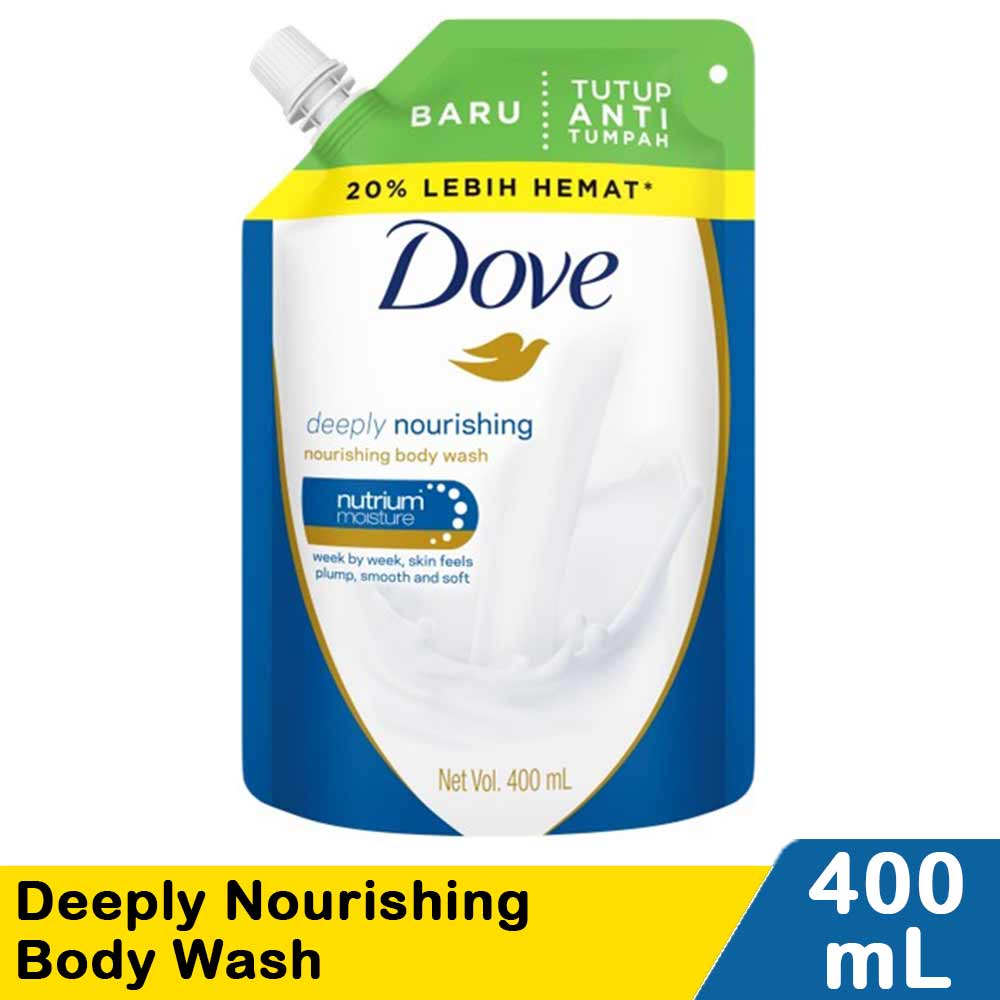 BARU
TUTUP
ANTI
TUMPAH
20% LEBIH HEMAT*
Dove
deeply nourishing
nourishing body wash
nutrium
moisture
week by week, skin feels
plump, smooth and soft
Net Vol. 400 mL
Deeply Nourishing
Body Wash
400
mL